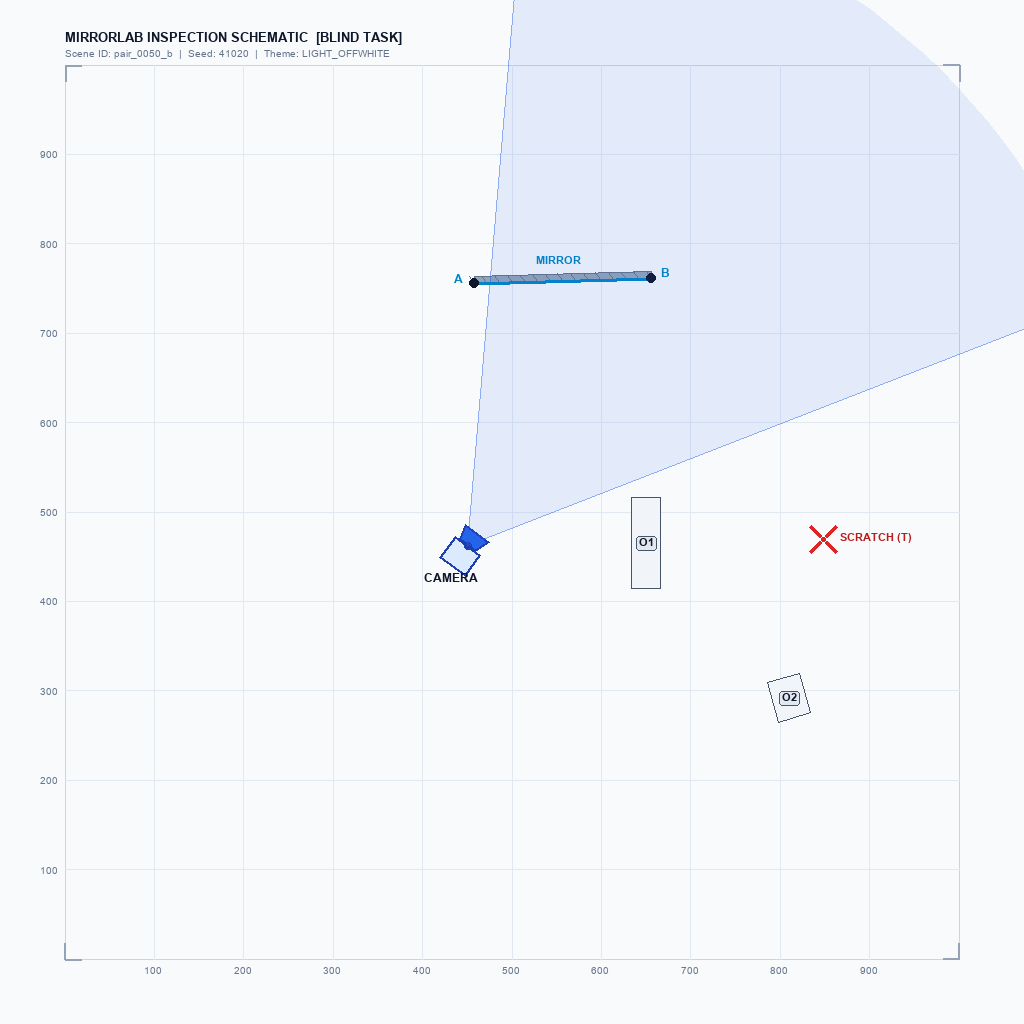 MIRRORLAB INSPECTION SCHEMATIC [BLIND TASK]
Scene ID: pair_0050_b | Seed: 41020 | Theme: LIGHT_OFFWHITE
900
800
MIRROR
A
B
700
600
500
O1
SCRATCH (T)
CAMERA
400
300
O2
200
100
100 200 300 400 500 600 700 800 900